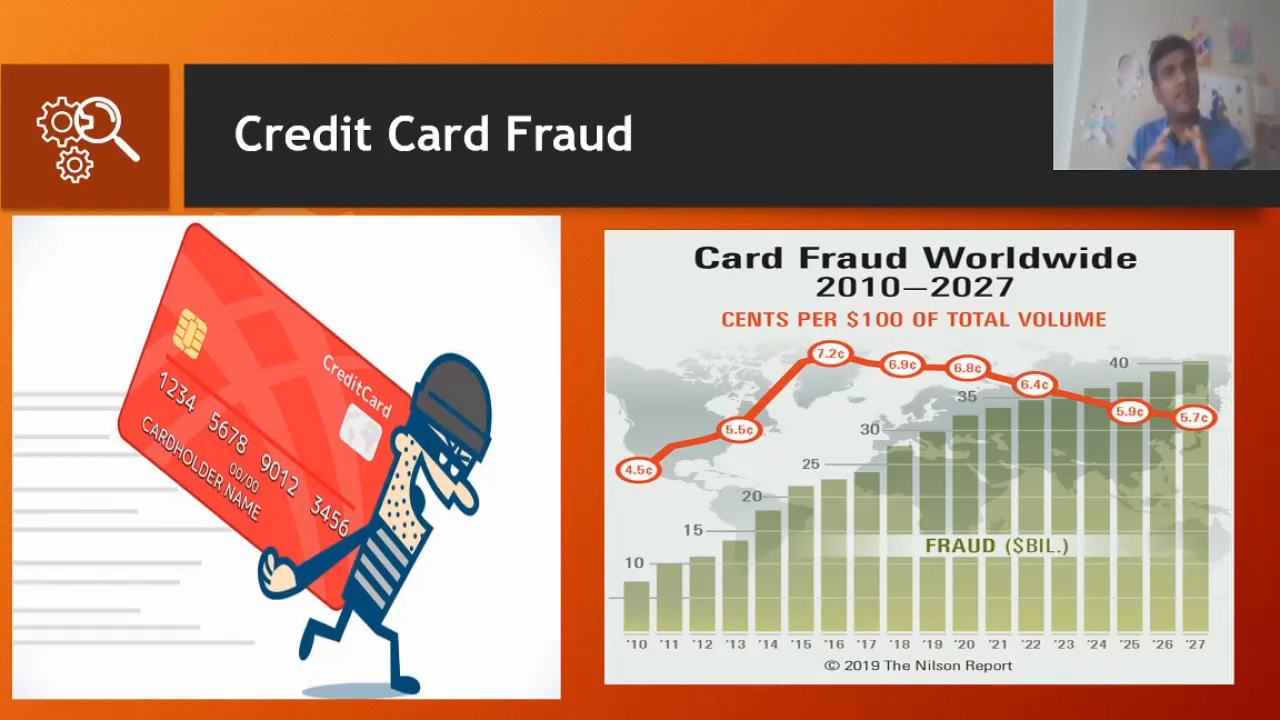 Credit Card Fraud
CreditCard
1234 5678 9012 3456
00/00
CARDHOLDER NAME
Card Fraud Worldwide
2010—2027
CENTS PER $100 OF TOTAL VOLUME
4.5¢
5.5¢
7.2¢
6.9¢
6.8¢
6.4¢
5.9¢
5.7¢
40
35
30
25
20
15
10
FRAUD ($BIL.)
'10 '11 '12 '13 '14 '15 '16 '17 '18 '19 '20 '21 '22 '23 '24 '25 '26 '27
© 2019 The Nilson Report